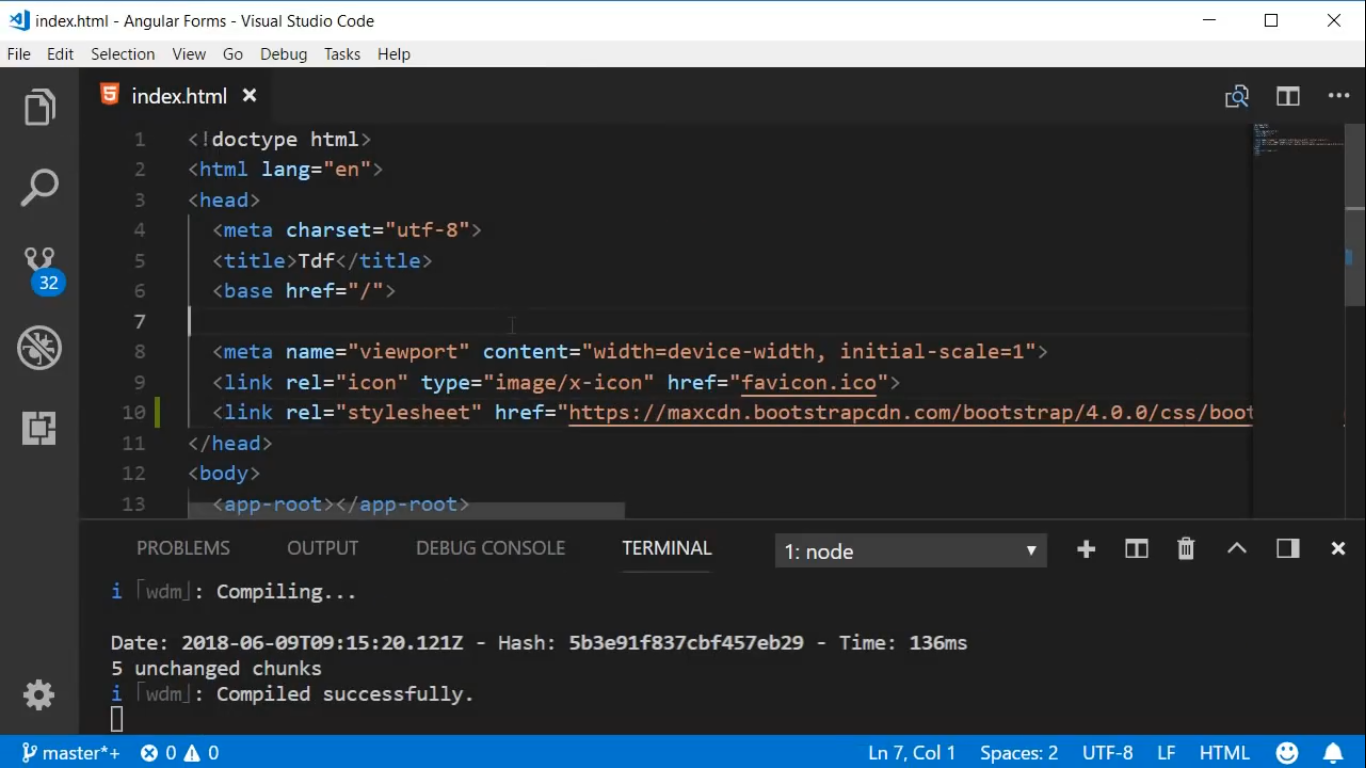 index.html - Angular Forms - Visual Studio Code
File Edit Selection View Go Debug Tasks Help
index.html
1 <!doctype html>
2 <html lang="en">
3 <head>
4 <meta charset="utf-8">
5 <title>Tdf</title>
6 <base href="/">
7
8 <meta name="viewport" content="width=device-width, initial-scale=1">
9 <link rel="icon" type="image/x-icon" href="favicon.ico">
10 <link rel="stylesheet" href="https://maxcdn.bootstrapcdn.com/bootstrap/4.0.0/css/boot
11 </head>
12 <body>
13 <app-root></app-root>
32
PROBLEMS OUTPUT DEBUG CONSOLE TERMINAL 1: node
i ｢wdm｣: Compiling...
Date: 2018-06-09T09:15:20.121Z - Hash: 5b3e91f837cbf457eb29 - Time: 136ms
5 unchanged chunks
i ｢wdm｣: Compiled successfully.
master*+ 0 0 Ln 7, Col 1 Spaces: 2 UTF-8 LF HTML